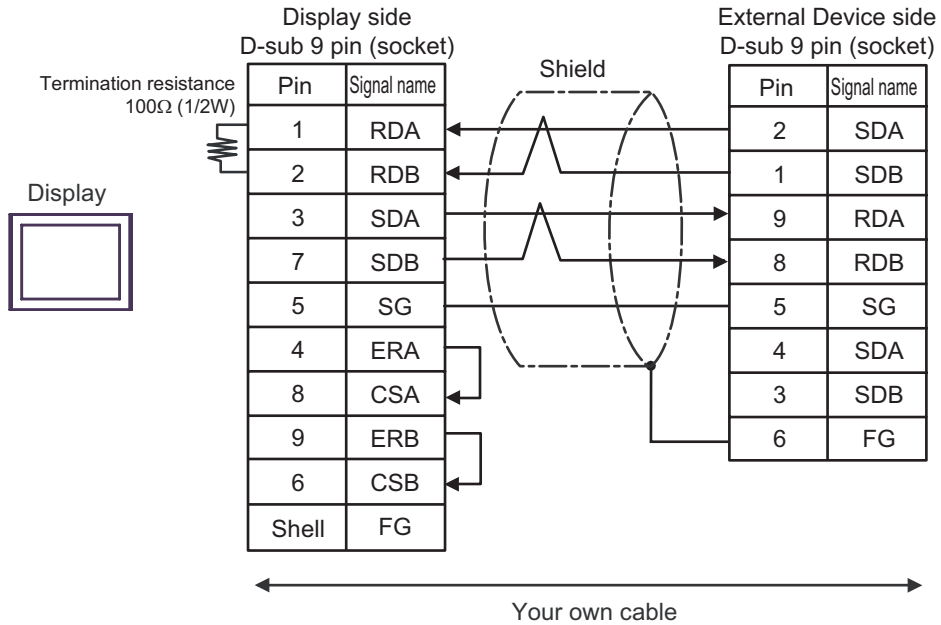 Display side
D-sub 9 pin (socket)
External Device side
D-sub 9 pin (socket)
Termination resistance
100Ω (1/2W)
Shield
Display
Pin Signal name
1 RDA
2 RDB
3 SDA
7 SDB
5 SG
4 ERA
8 CSA
9 ERB
6 CSB
Shell FG
Pin Signal name
2 SDA
1 SDB
9 RDA
8 RDB
5 SG
4 SDA
3 SDB
6 FG
Your own cable